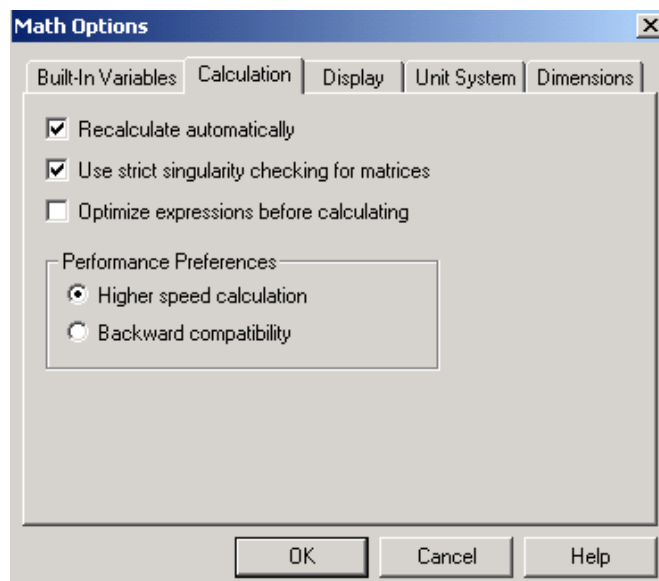 Math Options
Built-In Variables Calculation Display Unit System Dimensions
Recalculate automatically
Use strict singularity checking for matrices
Optimize expressions before calculating
Performance Preferences
Higher speed calculation
Backward compatibility
OK Cancel Help